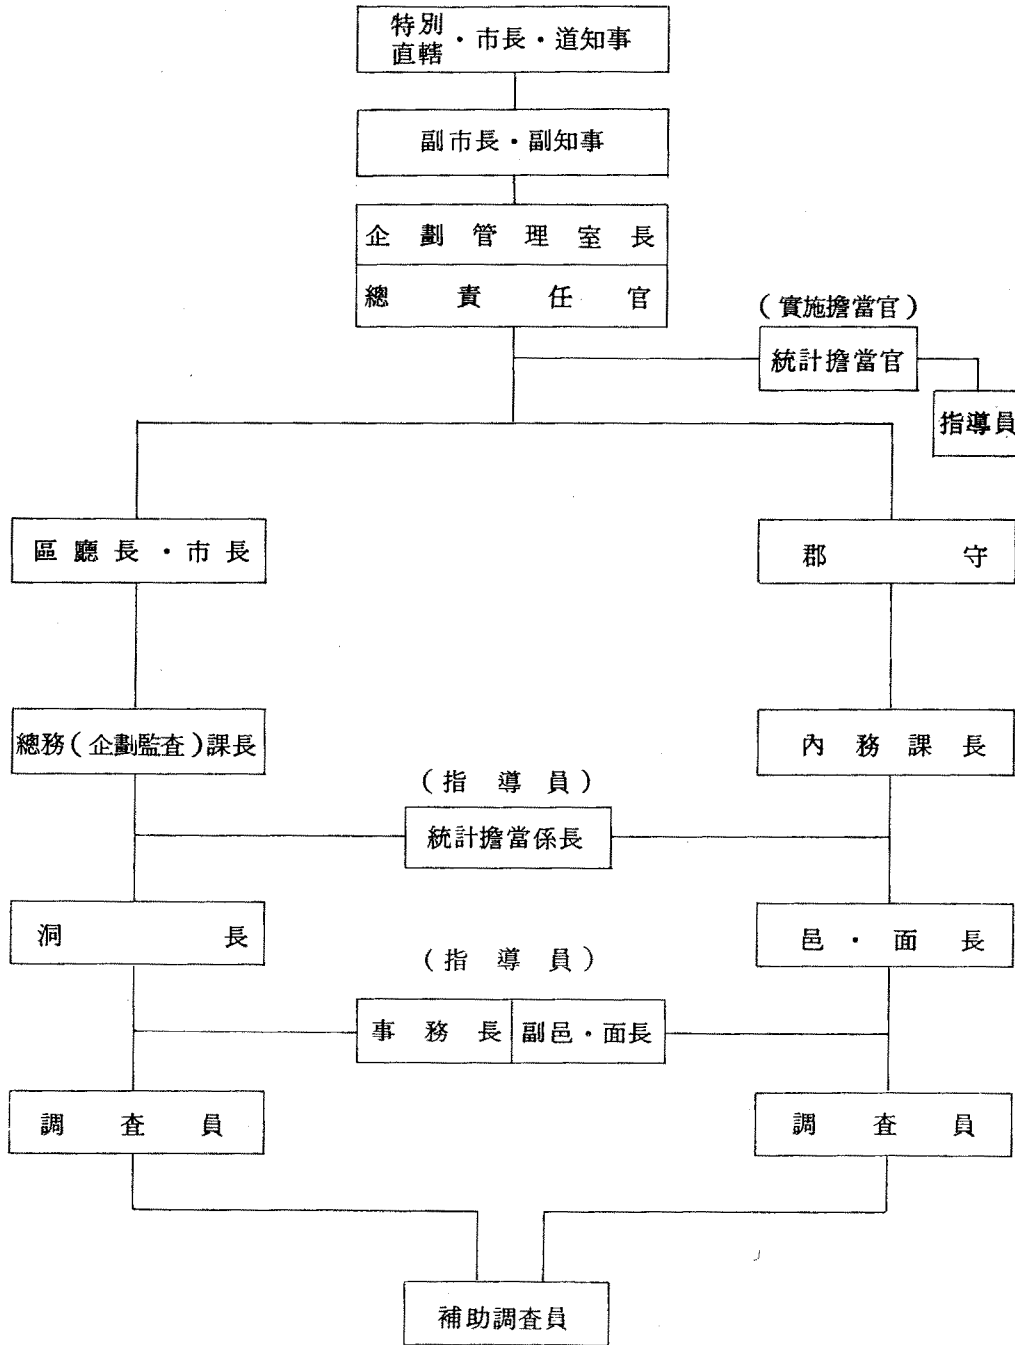 特別
直轄・市長・道知事
副市長・副知事
企劃管理室長
總責任官
(實施擔當官)
統計擔當官
指導員
區廳長・市長
郡守
總務(企劃監査)課長
內務課長
(指導員)
統計擔當係長
洞長
邑・面長
(指導員)
事務長 副邑・面長
調査員
調査員
補助調査員